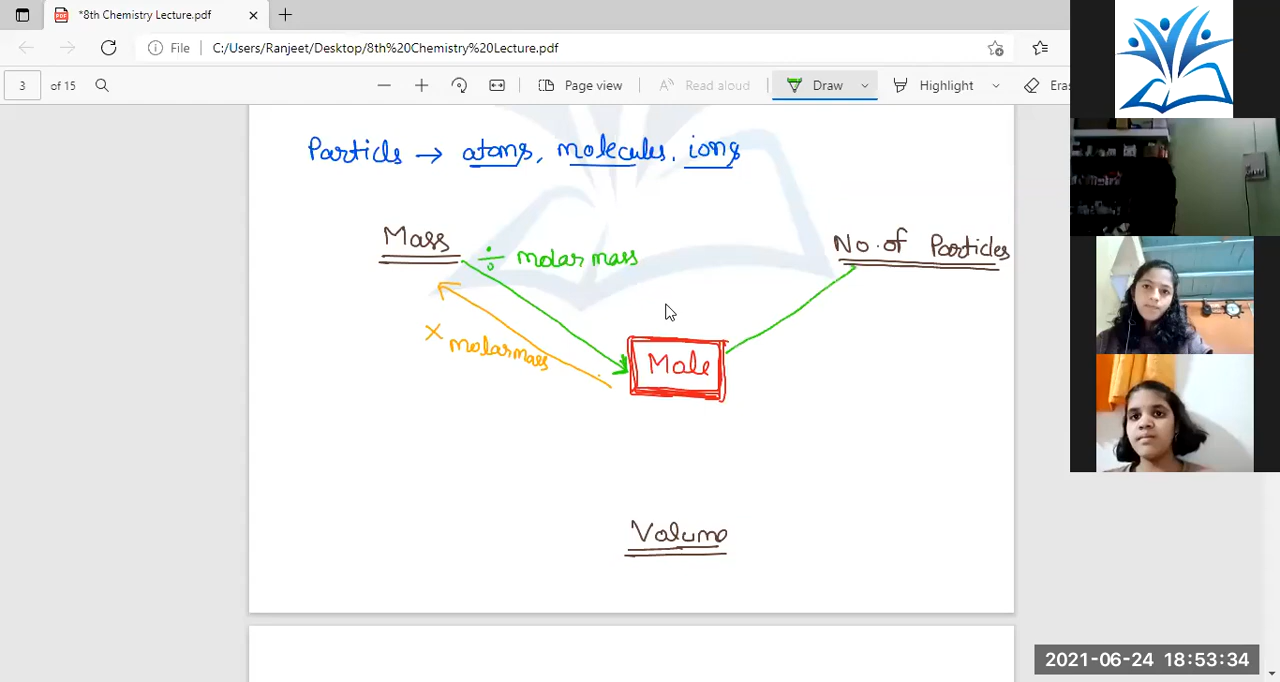 *8th Chemistry Lecture.pdf
File C:/Users/Ranjeet/Desktop/8th%20Chemistry%20Lecture.pdf
3 of 15 Page view Read aloud Draw Highlight Eras
Particls → atoms, molecules, ions
Mass ÷ molar mass No. of Particles
× molar mass
Mole
Volume
2021-06-24 18:53:34